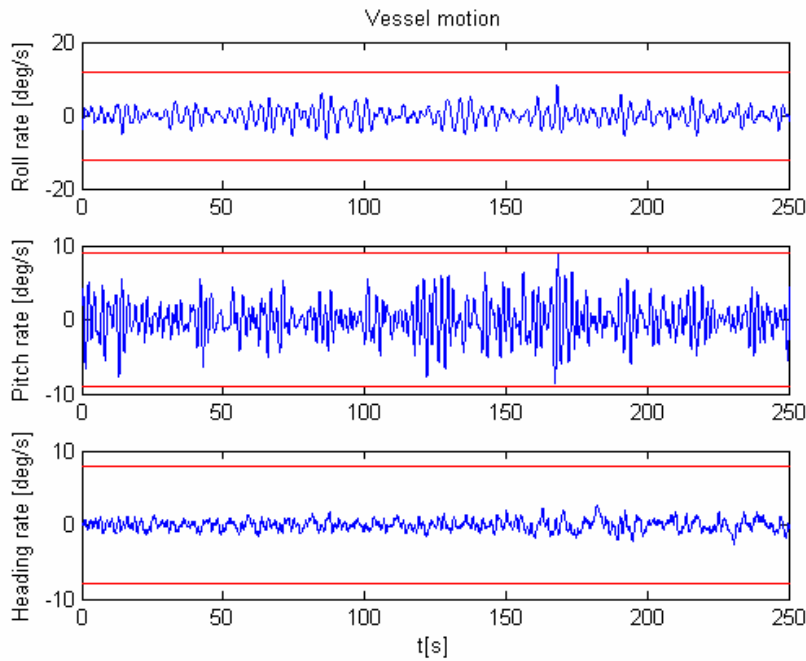 Vessel motion
Roll rate [deg/s]
20
0
-20
0 50 100 150 200 250
Pitch rate [deg/s]
10
0
-10
0 50 100 150 200 250
Heading rate [deg/s]
10
0
-10
0 50 100 150 200 250
t[s]